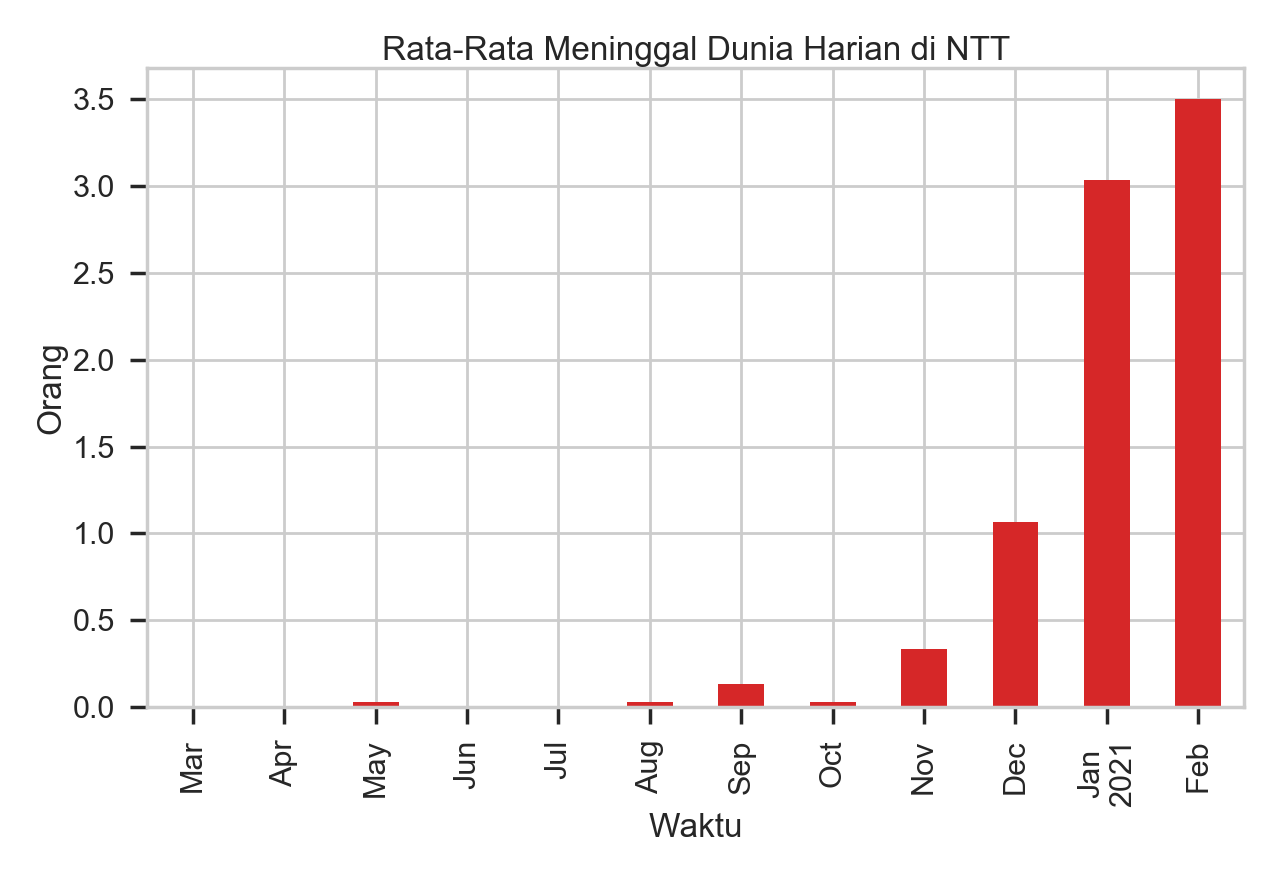 Rata-Rata Meninggal Dunia Harian di NTT
3.5
3.0
2.5
2.0
1.5
1.0
0.5
0.0
Orang
Mar
Apr
May
Jun
Jul
Aug
Sep
Oct
Nov
Dec
Jan
2021
Feb
Waktu